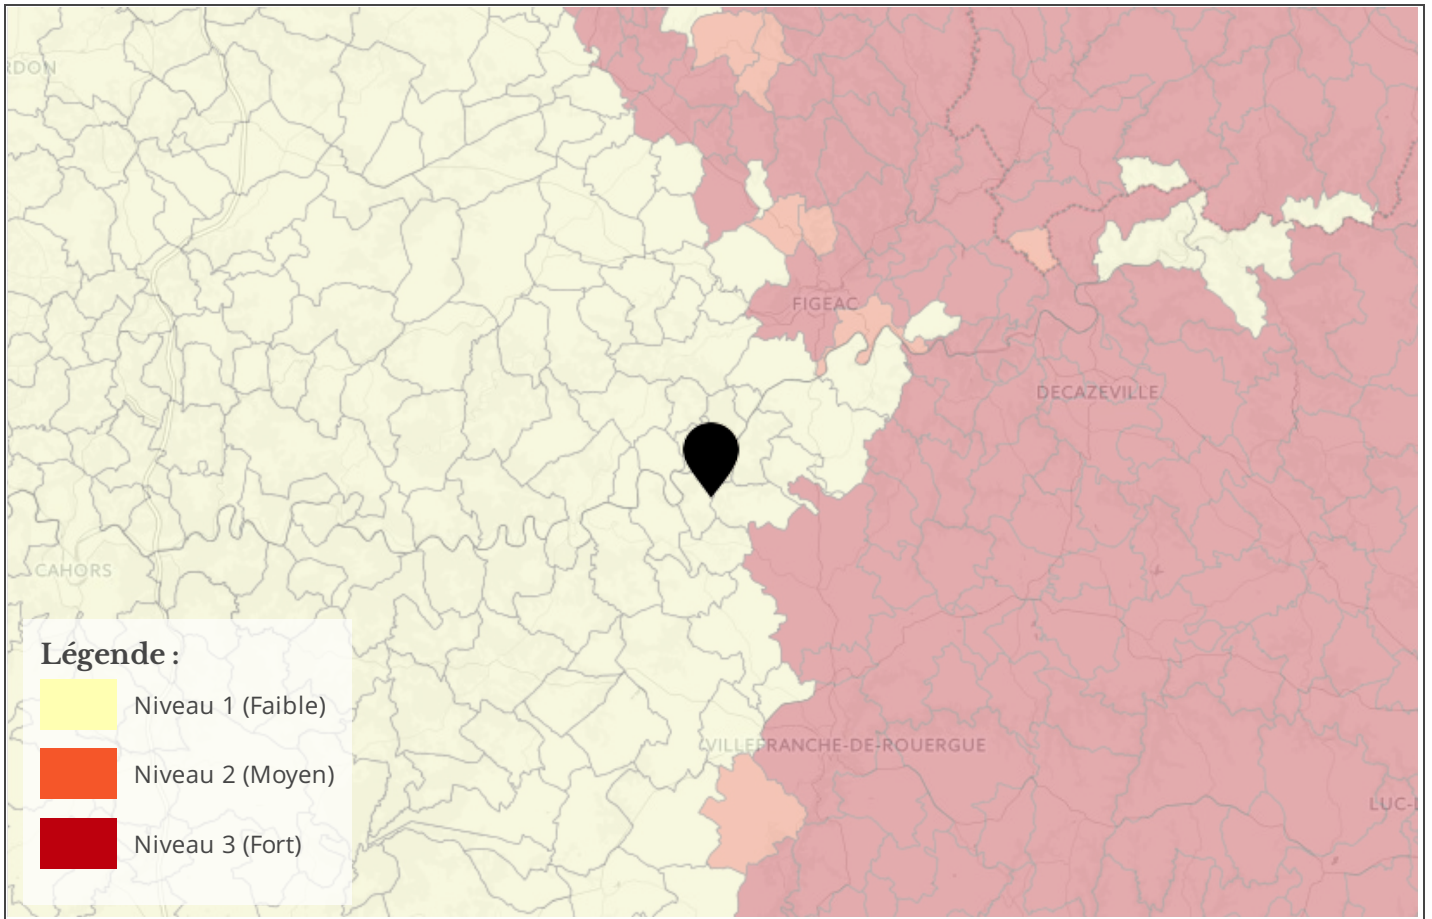 RDON
FIGEAC
DECAZEVILLE
CAHORS
Légende :
Niveau 1 (Faible)
VILLEFRANCHE-DE-ROUERGUE
Niveau 2 (Moyen)
LUC-L
Niveau 3 (Fort)